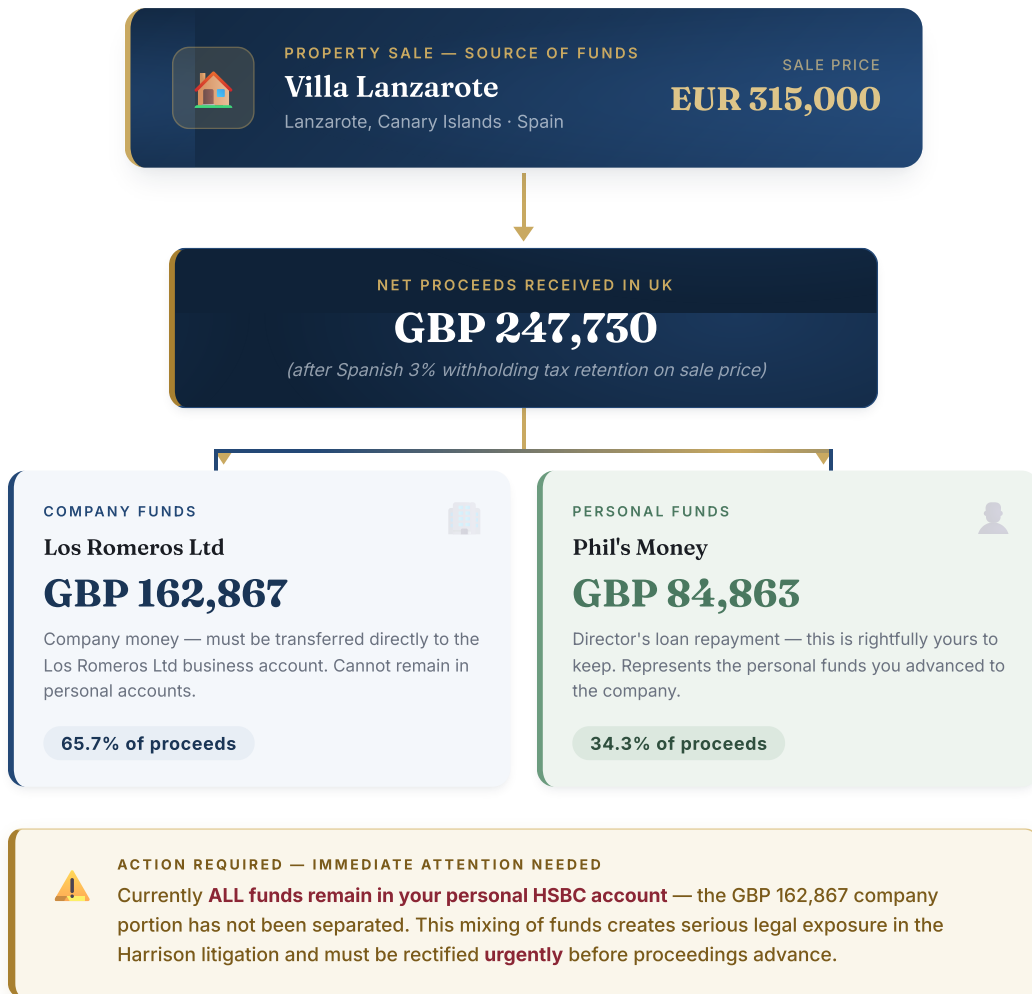 PROPERTY SALE — SOURCE OF FUNDS
Villa Lanzarote
Lanzarote, Canary Islands · Spain
SALE PRICE
EUR 315,000
NET PROCEEDS RECEIVED IN UK
GBP 247,730
(after Spanish 3% withholding tax retention on sale price)
COMPANY FUNDS
Los Romeros Ltd
GBP 162,867
Company money — must be transferred directly to the
Los Romeros Ltd business account. Cannot remain in
personal accounts.
65.7% of proceeds
PERSONAL FUNDS
Phil's Money
GBP 84,863
Director's loan repayment — this is rightfully yours to
keep. Represents the personal funds you advanced to
the company.
34.3% of proceeds
ACTION REQUIRED — IMMEDIATE ATTENTION NEEDED
Currently ALL funds remain in your personal HSBC account — the GBP 162,867 company
portion has not been separated. This mixing of funds creates serious legal exposure in the
Harrison litigation and must be rectified urgently before proceedings advance.